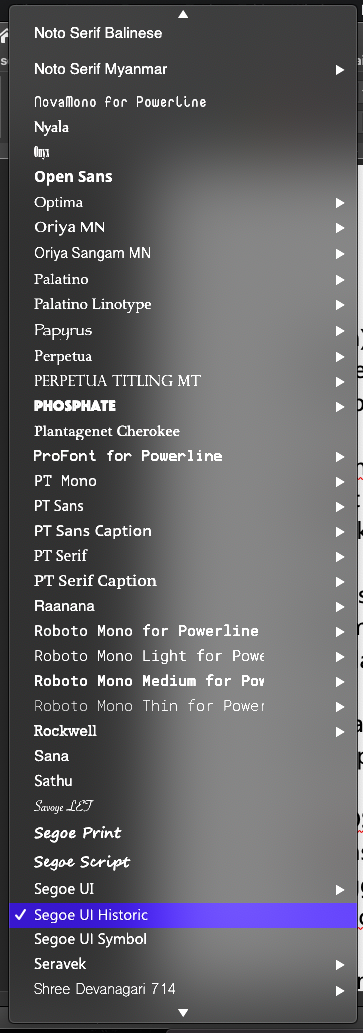 Noto Serif Balinese
Noto Serif Myanmar
NovaMono for Powerline
Nyala
Onyx
Open Sans
Optima
Oriya MN
Oriya Sangam MN
Palatino
Palatino Linotype
Papyrus
Perpetua
PERPETUA TITLING MT
PHOSPHATE
Plantagenet Cherokee
ProFont for Powerline
PT Mono
PT Sans
PT Sans Caption
PT Serif
PT Serif Caption
Raanana
Roboto Mono for Powerline
Roboto Mono Light for Powe
Roboto Mono Medium for Pow
Roboto Mono Thin for Power
Rockwell
Sana
Sathu
Savoye LET
Segoe Print
Segoe Script
Segoe UI
✓ Segoe UI Historic
Segoe UI Symbol
Seravek
Shree Devanagari 714